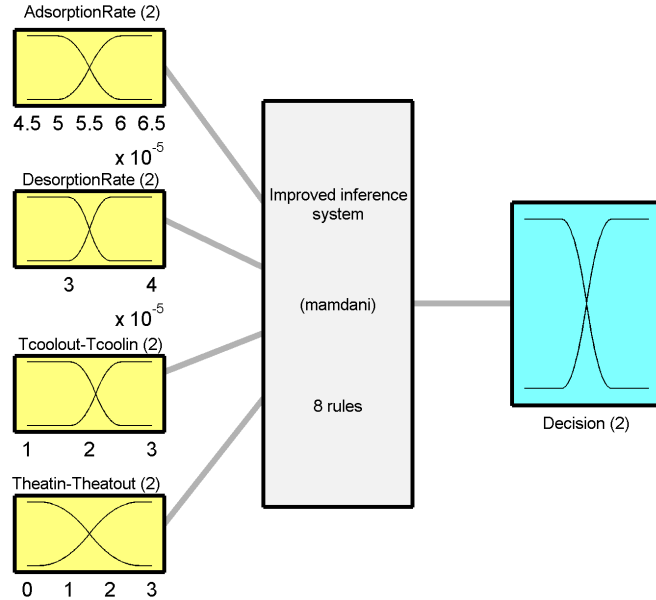 AdsorptionRate (2)
4.5 5 5.5 6 6.5
x 10-5
DesorptionRate (2)
3 4
x 10-5
Tcoolout-Tcoolin (2)
1 2 3
Theatin-Theatout (2)
0 1 2 3
Improved inference
system
(mamdani)
8 rules
Decision (2)